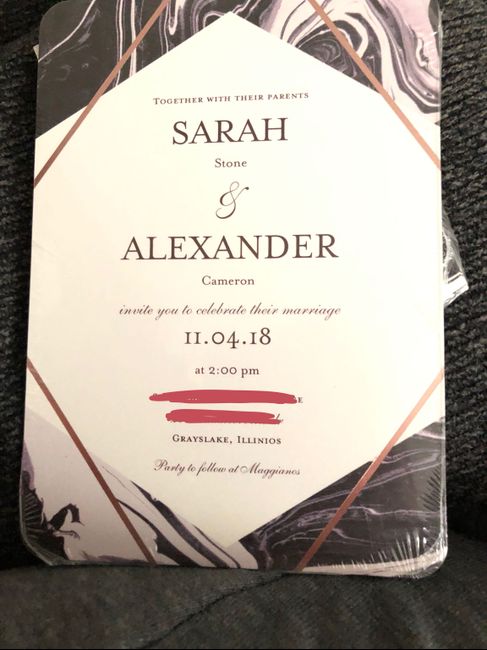 TOGETHER WITH THEIR PARENTS
SARAH
Stone
&
ALEXANDER
Cameron
invite you to celebrate their marriage
11.04.18
at 2:00 pm
GRAYSLAKE, ILLINIOS
Party to follow at Maggianos